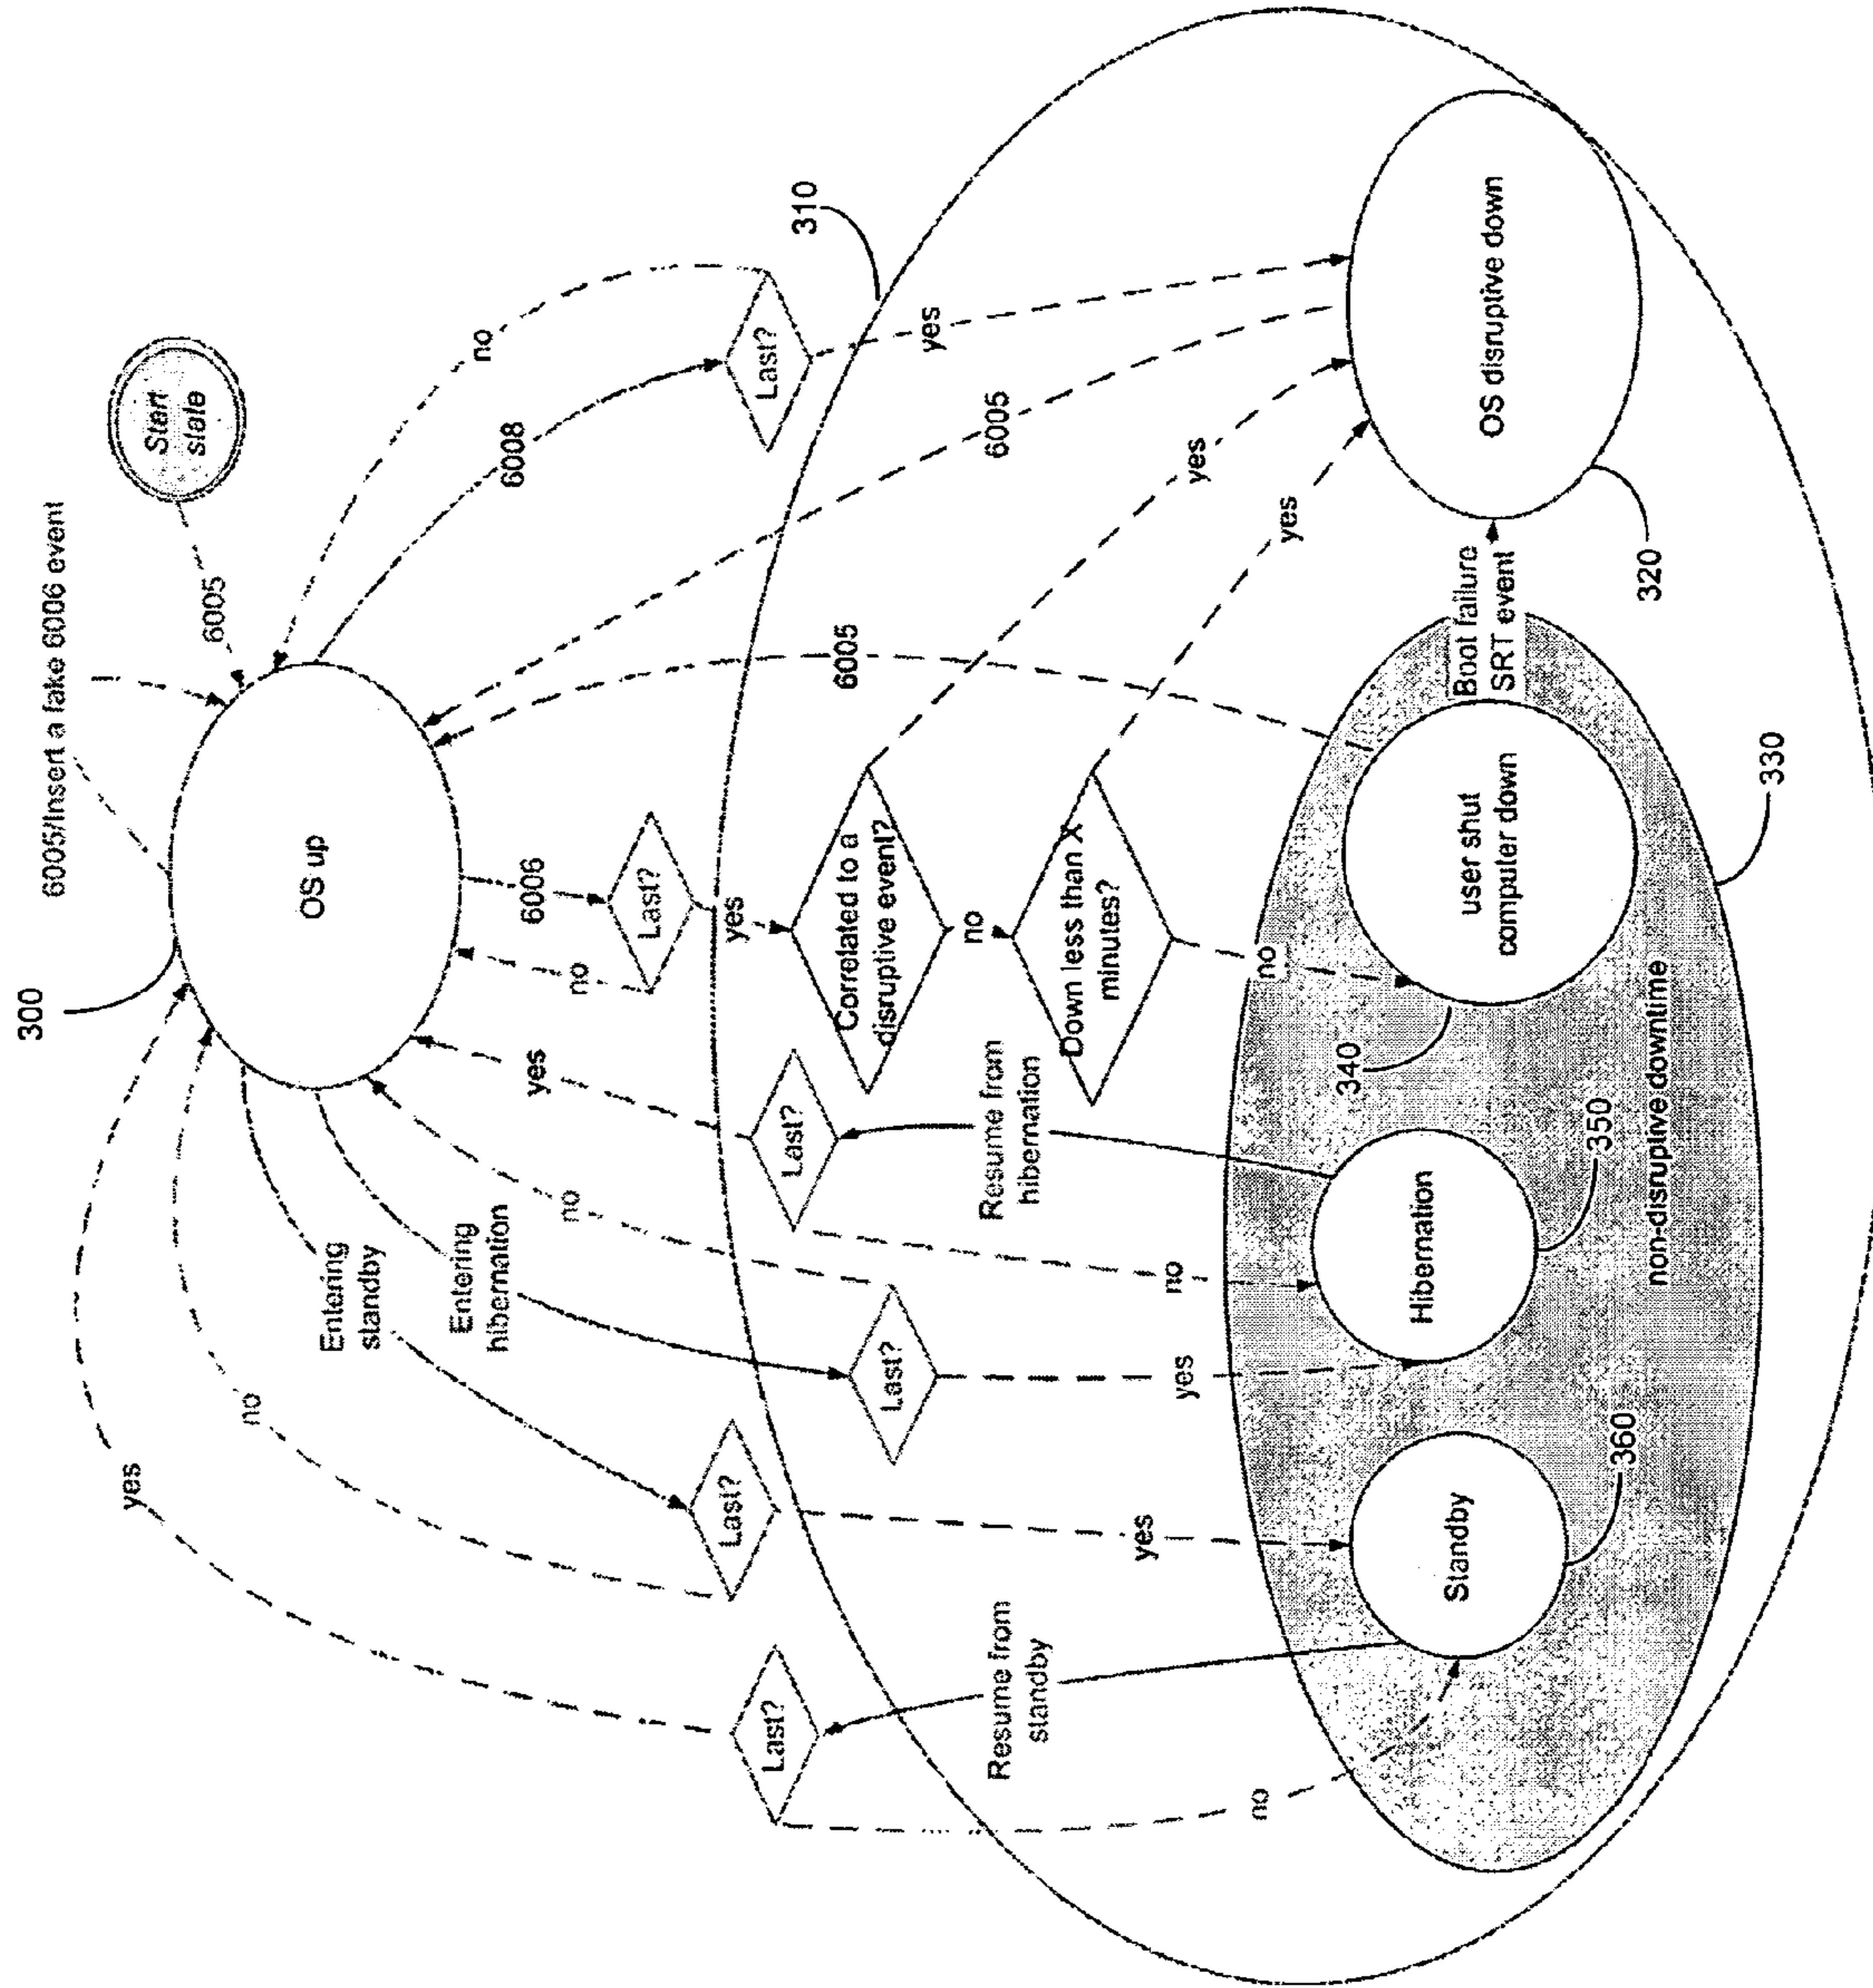 300
6005/Insert a fake 6006 event
Start
state
6005
OS up
yes
no
Entering
standby
Entering
hibernation
no
yes
no
6006
6008
no
Last?
Last?
Last?
Last?
Last?
Last?
310
yes
yes
Correlated to a
disruptive event?
no
Down less than X
minutes?
6005
6005
yes
yes
Resume from
standby
Resume from
hibernation
no
yes
yes
no
no
Standby
360
Hibernation
350
340
user shut
computer down
Boot failure
SRT event
OS disruptive down
320
non-disruptive downtime
330